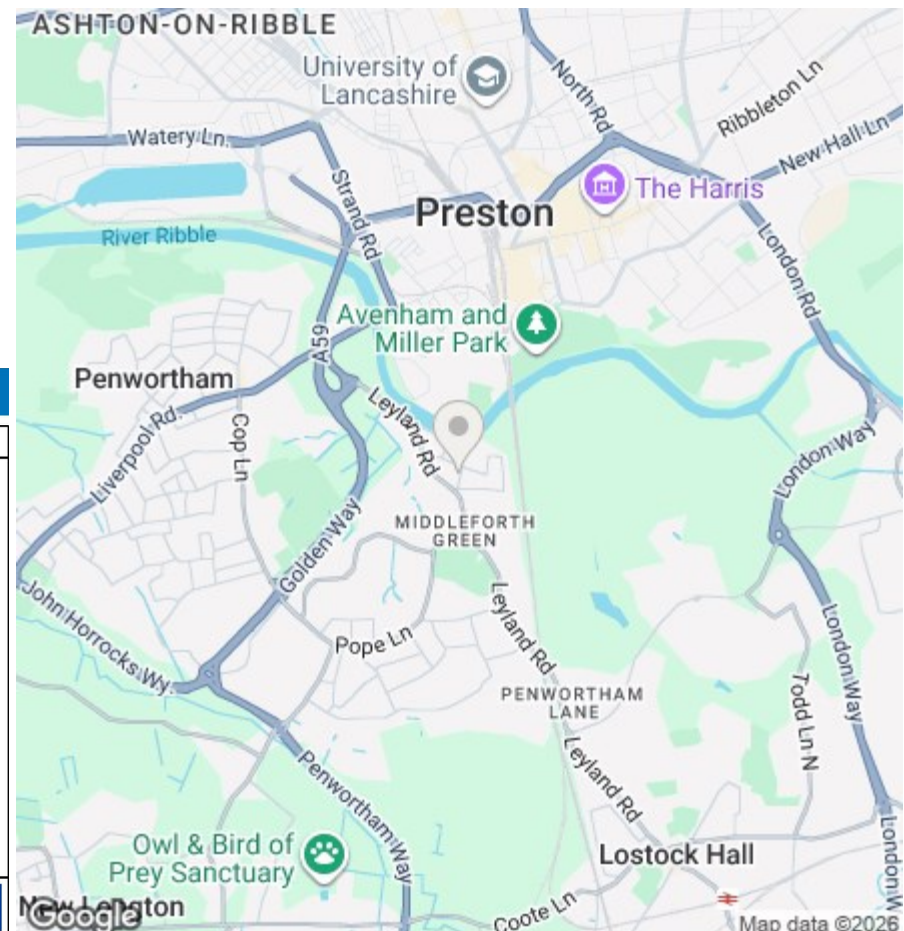 ASHTON-ON-RIBBLE
University of
Lancashire
North Rd
Ribbleton Ln
New Hall Ln
Watery Ln
Strand Rd
The Harris
Preston
River Ribble
London Rd
Avenham and
Miller Park
A59
Penwortham
Leyland Rd
Liverpool Rd
Cop Ln
London Way
MIDDLEFORTH
GREEN
Golden Way
John Horrocks Wy.
Leyland Rd
Pope Ln
London Way
PENWORTHAM
LANE
Todd Ln N
Leyland Rd
Penwortham Way
Owl & Bird of
Prey Sanctuary
Lostock Hall
London W
New Longton
Google
Coote Ln
Map data ©2026